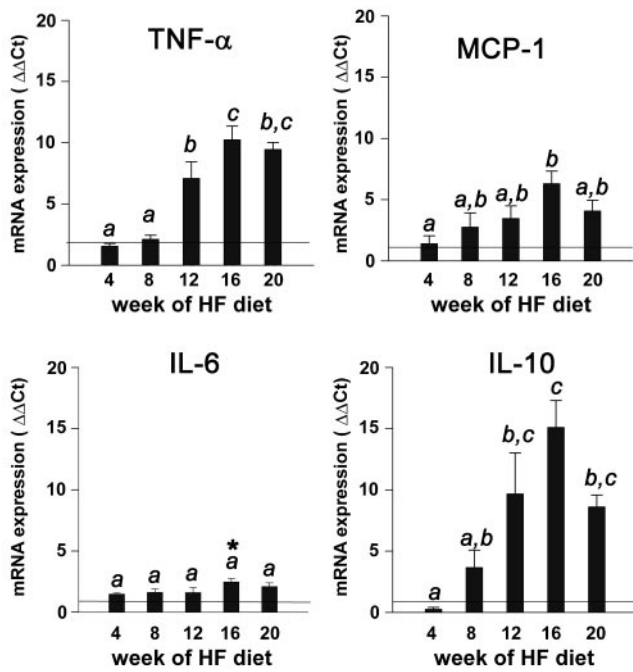 TNF-α
mRNA expression ( ΔΔCt)
20
15
10
5
0
a
a
b
c
b,c
4 8 12 16 20
week of HF diet
MCP-1
mRNA expression ( ΔΔCt)
20
15
10
5
0
a
a,b
a,b
b
a,b
4 8 12 16 20
week of HF diet
IL-6
mRNA expression ( ΔΔCt)
20
15
10
5
0
a
a
a
*
a
a
4 8 12 16 20
week of HF diet
IL-10
mRNA expression ( ΔΔCt)
20
15
10
5
0
a
a,b
b,c
c
b,c
4 8 12 16 20
week of HF diet